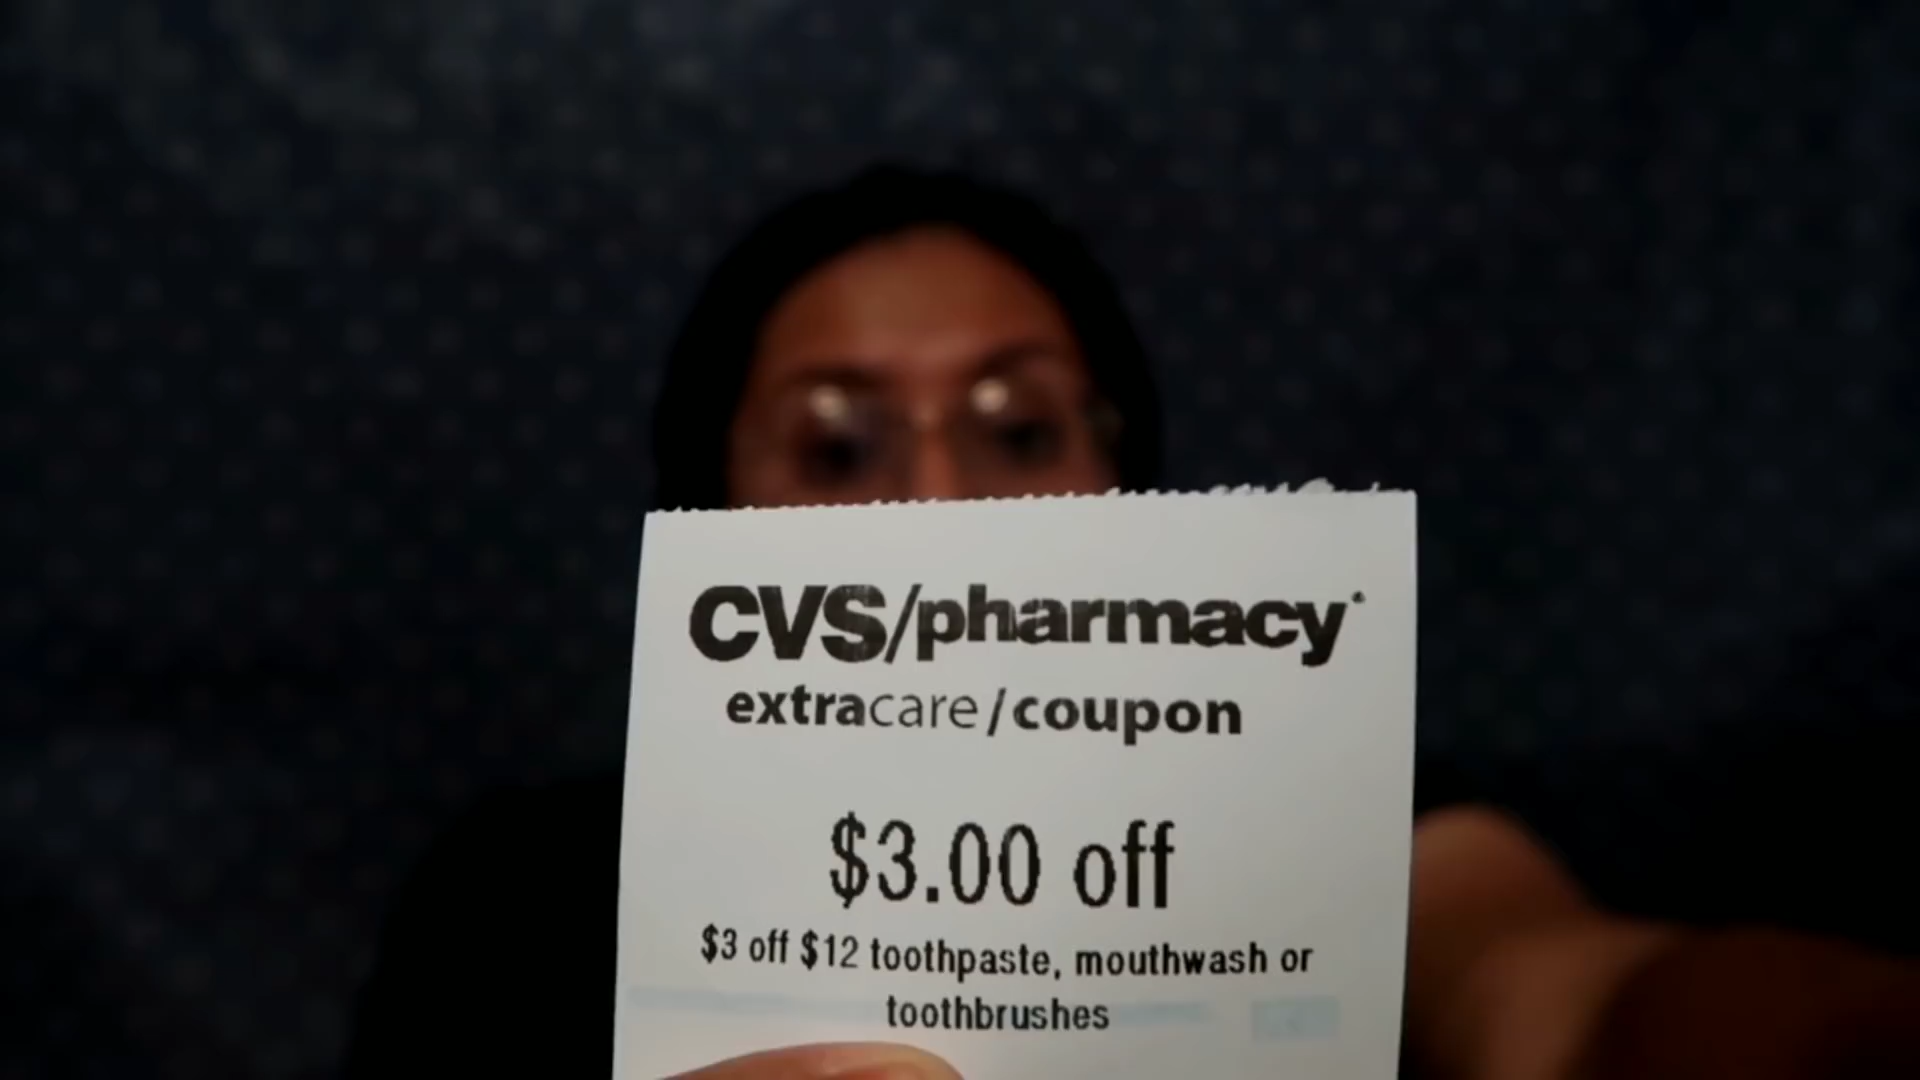 CVS/pharmacy
extracare/coupon
$3.00 off
$3 off $12 toothpaste, mouthwash or
toothbrushes